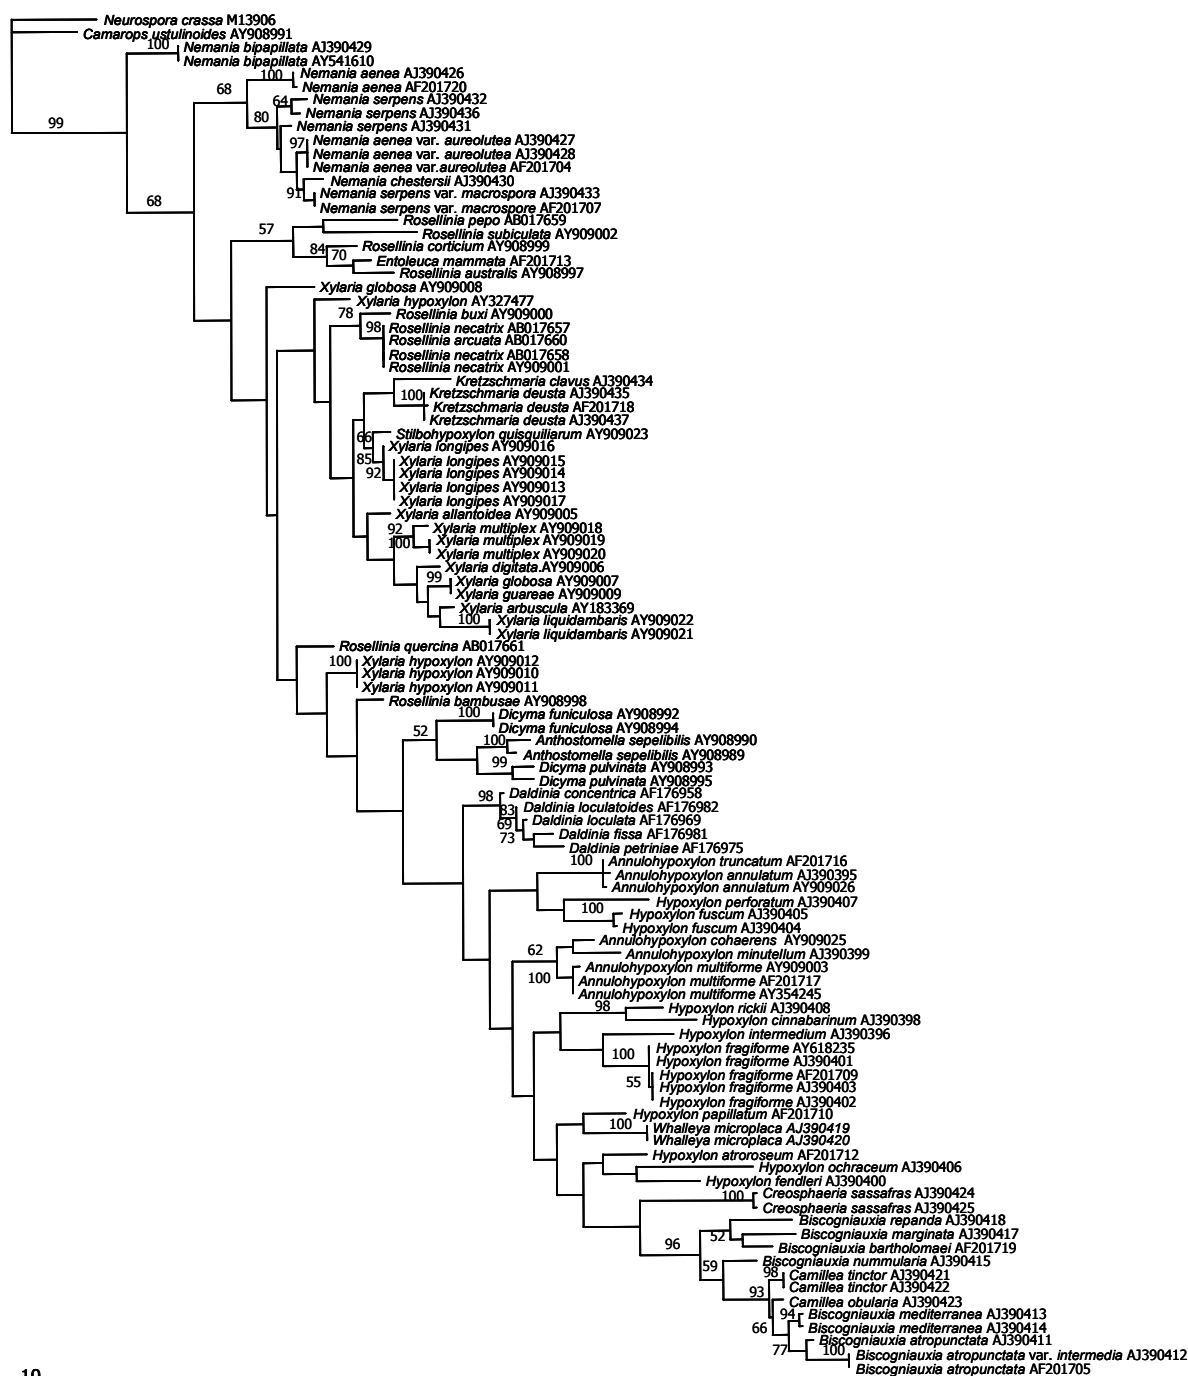 Neurospora crassa M13906
Camarops ustulinoides AY908991
100
Nemania bipapillata AJ390429
Nemania bipapillata AY541610
Nemania aenea AJ390426
100
Nemania aenea AF201720
68
64
Nemania serpens AJ390432
Nemania serpens AJ390436
80
99
Nemania serpens AJ390431
97
Nemania aenea var. aureolutea AJ390427
Nemania aenea var. aureolutea AJ390428
Nemania aenea var.aureolutea AF201704
Nemania chestersii AJ390430
91
Nemania serpens var. macrospora AJ390433
68
Nemania serpens var. macrospore AF201707
Rosellinia pepo AB017659
57
Rosellinia subiculata AY909002
84
Rosellinia corticium AY908999
70
Entoleuca mammata AF201713
Rosellinia australis AY908997
Xylaria globosa AY909008
Xylaria hypoxylon AY327477
78
Rosellinia buxi AY909000
98
Rosellinia necatrix AB017657
Rosellinia arcuata AB017660
Rosellinia necatrix AB017658
Rosellinia necatrix AY909001
Kretzschmaria clavus AJ390434
100
Kretzschmaria deusta AJ390435
Kretzschmaria deusta AF201718
Kretzschmaria deusta AJ390437
66
Stilbohypoxylon quisquiliarum AY909023
Xylaria longipes AY909016
85
Xylaria longipes AY909015
92
Xylaria longipes AY909014
Xylaria longipes AY909013
Xylaria longipes AY909017
Xylaria allantoidea AY909005
92
Xylaria multiplex AY909018
100
Xylaria multiplex AY909019
Xylaria multiplex AY909020
Xylaria digitata.AY909006
99
Xylaria globosa AY909007
Xylaria guareae AY909009
Xylaria arbuscula AY183369
100
Xylaria liquidambaris AY909022
Xylaria liquidambaris AY909021
Rosellinia quercina AB017661
100
Xylaria hypoxylon AY909012
Xylaria hypoxylon AY909010
Xylaria hypoxylon AY909011
Rosellinia bambusae AY908998
100
Dicyma funiculosa AY908992
52
Dicyma funiculosa AY908994
100
Anthostomella sepelibilis AY908990
Anthostomella sepelibilis AY908989
99
Dicyma pulvinata AY908993
Dicyma pulvinata AY908995
98
Daldinia concentrica AF176958
83
Daldinia loculatoides AF176982
69
Daldinia loculata AF176969
73
Daldinia fissa AF176981
Daldinia petriniae AF176975
100
Annulohypoxylon truncatum AF201716
Annulohypoxylon annulatum AJ390395
Annulohypoxylon annulatum AY909026
Hypoxylon perforatum AJ390407
100
Hypoxylon fuscum AJ390405
Hypoxylon fuscum AJ390404
62
Annulohypoxylon cohaerens AY909025
Annulohypoxylon minutellum AJ390399
Annulohypoxylon multiforme AY909003
100
Annulohypoxylon multiforme AF201717
Annulohypoxylon multiforme AY354245
98
Hypoxylon rickii AJ390408
Hypoxylon cinnabarinum AJ390398
Hypoxylon intermedium AJ390396
Hypoxylon fragiforme AY618235
100
Hypoxylon fragiforme AJ390401
Hypoxylon fragiforme AF201709
55
Hypoxylon fragiforme AJ390403
Hypoxylon fragiforme AJ390402
Hypoxylon papillatum AF201710
100
Whalleya microplaca AJ390419
Whalleya microplaca AJ390420
Hypoxylon atroroseum AF201712
Hypoxylon ochraceum AJ390406
Hypoxylon fendleri AJ390400
100
Creosphaeria sassafras AJ390424
Creosphaeria sassafras AJ390425
Biscogniauxia repanda AJ390418
52
Biscogniauxia marginata AJ390417
96
Biscogniauxia bartholomaei AF201719
59
Biscogniauxia nummularia AJ390415
98
Camillea tinctor AJ390421
Camillea tinctor AJ390422
93
Camillea obularia AJ390423
94
Biscogniauxia mediterranea AJ390413
66
Biscogniauxia mediterranea AJ390414
Biscogniauxia atropunctata AJ390411
77
100
Biscogniauxia atropunctata var. intermedia AJ390412
Biscogniauxia atropunctata AF201705
10